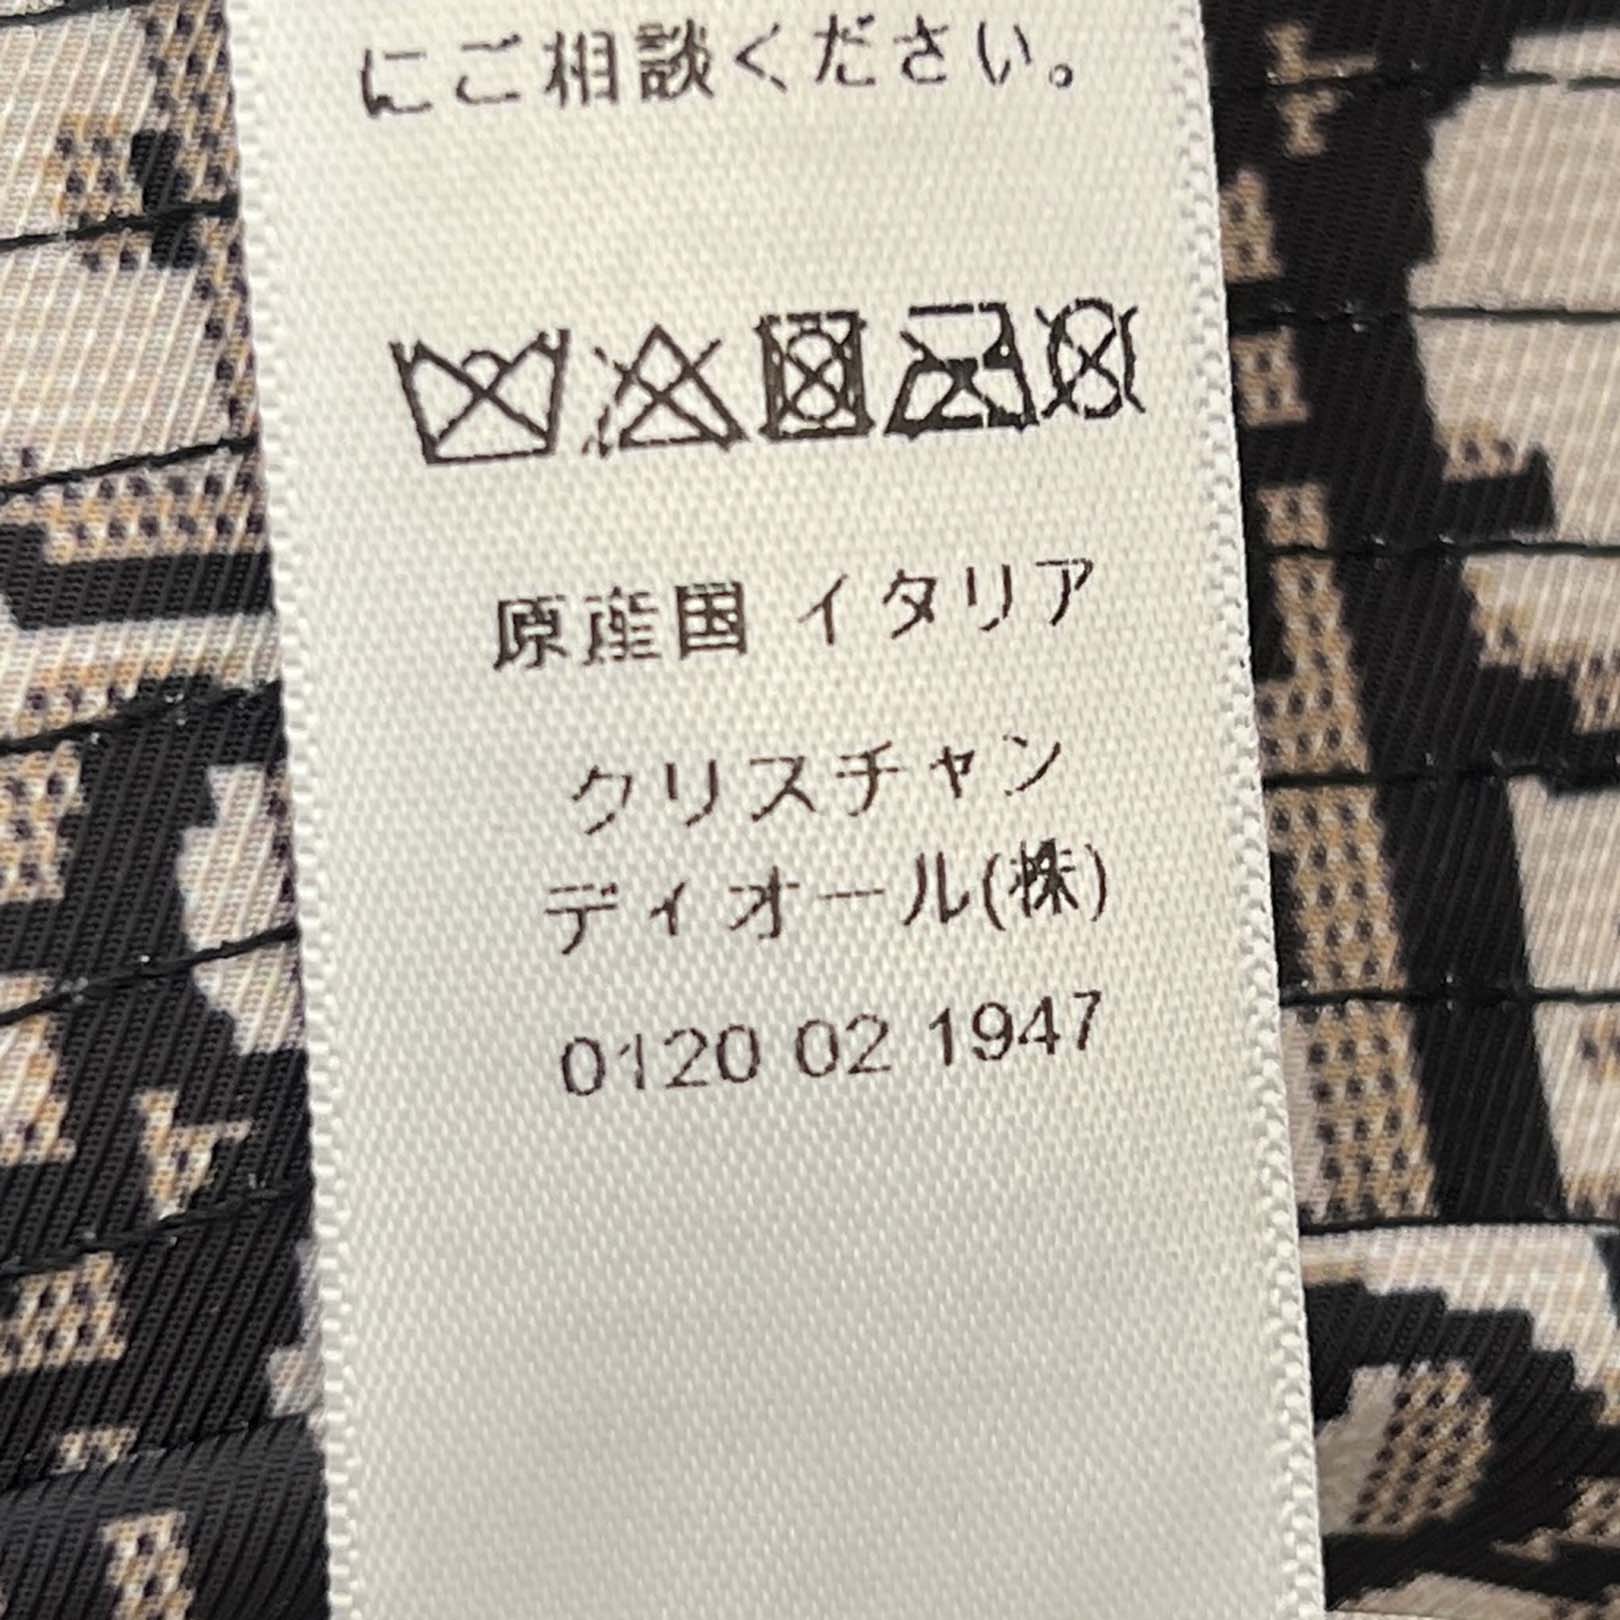 にご相談ください。
原産国 イタリア
クリスチャン
ディオール(株)
0120 02 1947